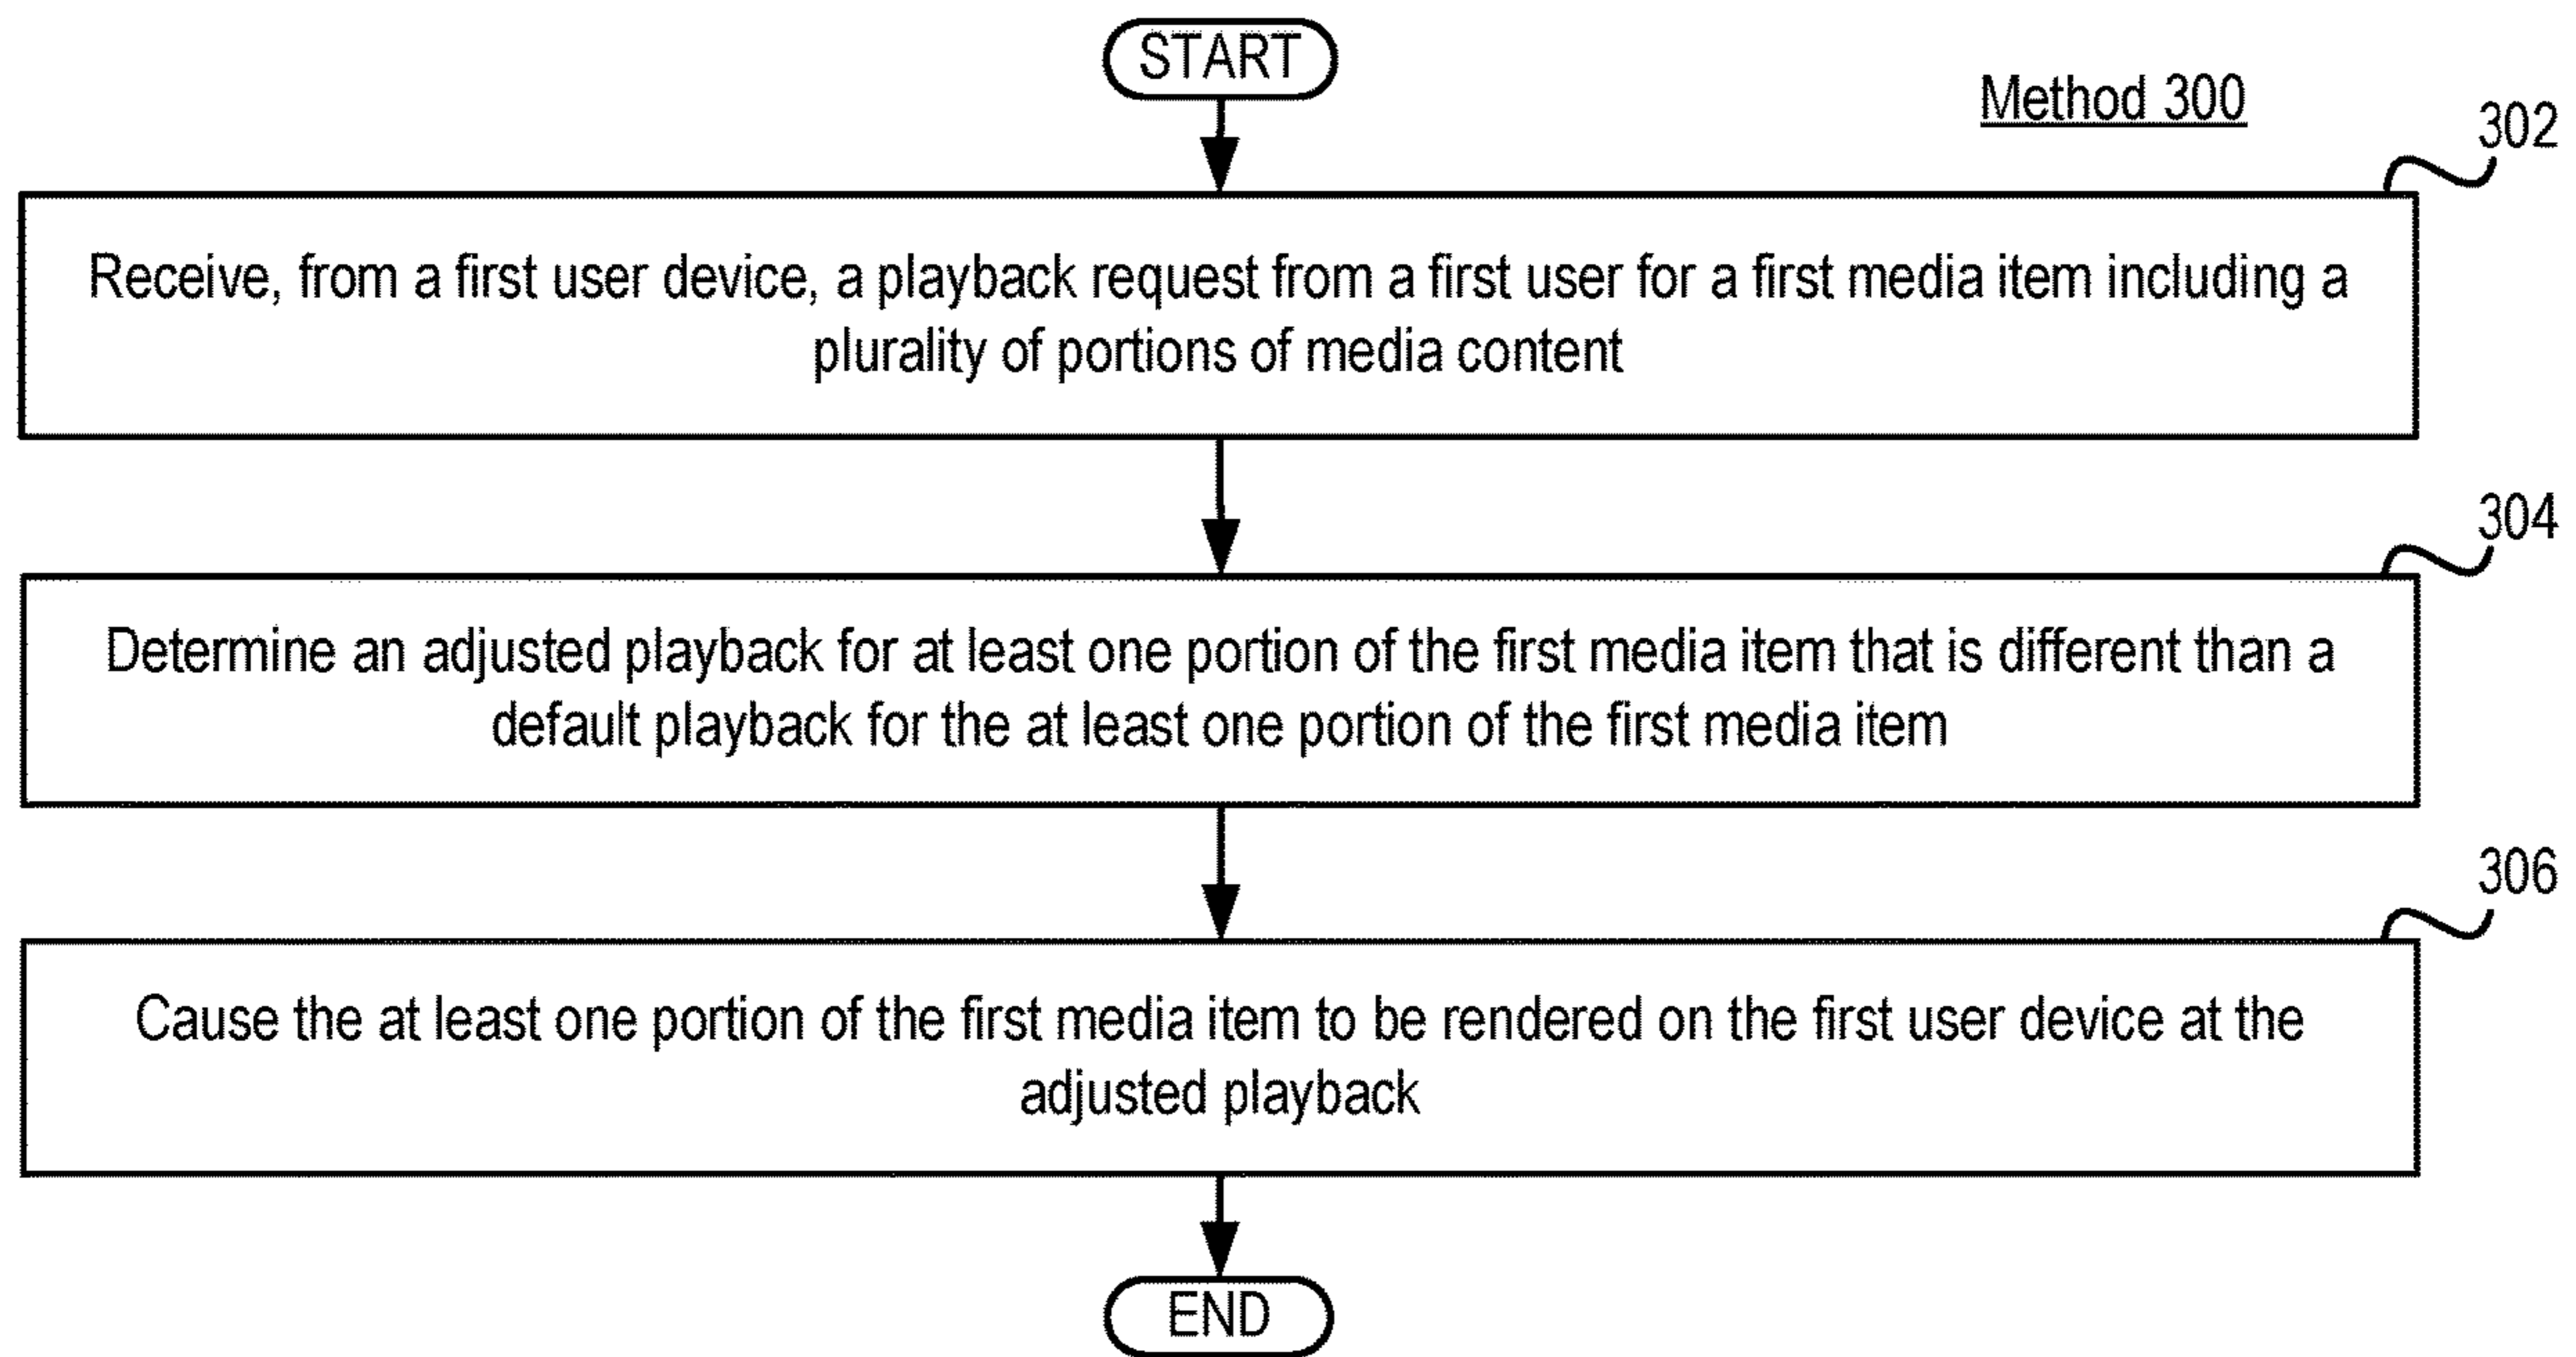 START
Method 300
302
Receive, from a first user device, a playback request from a first user for a first media item including a
plurality of portions of media content
304
Determine an adjusted playback for at least one portion of the first media item that is different than a
default playback for the at least one portion of the first media item
306
Cause the at least one portion of the first media item to be rendered on the first user device at the
adjusted playback
END